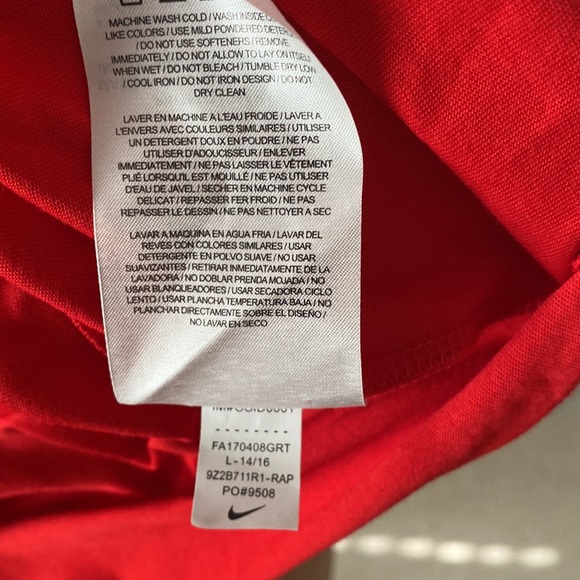 MACHINE WASH COLD / WASH INSIDE
LIKE COLORS / USE MILD POWDERED
/ DO NOT USE SOFTENERS / REMOVE
IMMEDIATELY / DO NOT ALLOW TO LAY ON ITSELF
WHEN WET / DO NOT BLEACH / TUMBLE DRY LOW
/ COOL IRON / DO NOT IRON DESIGN / DO NOT
DRY CLEAN
LAVER EN MACHINE A L'EAU FROIDE / LAVER A
L'ENVERS AVEC COULEURS SIMILAIRES / UTILISER
UN DETERGENT DOUX EN POUDRE / NE PAS
UTILISER D'ADOUCISSEUR / ENLEVER
IMMEDIATEMENT / NE PAS LAISSER LE VÊTEMENT
PLIÉ LORSQU'IL EST MOUILLÉ / NE PAS UTILISER
D'EAU DE JAVEL / SECHER EN MACHINE CYCLE
DELICAT / REPASSER FER FROID / NE PAS
REPASSER LE DESSIN / NE PAS NETTOYER A SEC
LAVAR A MAQUINA EN AGUA FRIA / LAVAR DEL
REVES CON COLORES SIMILARES / USAR
DETERGENTE EN POLVO SUAVE / NO USAR
SUAVIZANTES / RETIRAR INMEDIATAMENTE DE LA
LAVADORA / NO DOBLAR PRENDA MOJADA / NO
USAR BLANQUEADORES / USAR SECADORA CICLO
LENTO / USAR PLANCHA TEMPERATURA BAJA / NO
PLANCHAR DIRECTAMENTE SOBRE EL DISEÑO /
NO LAVAR EN SECO
FA170408GRT
L-14/16
9Z2B711R1-RAP
PO#9508